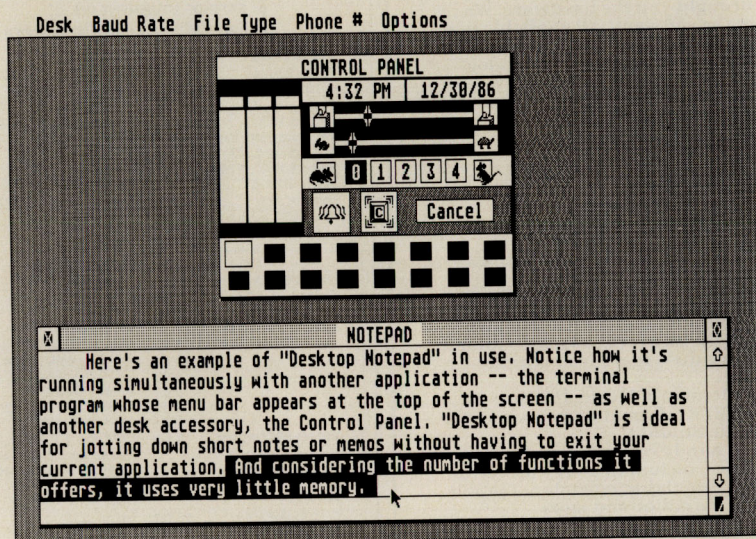 Desk Baud Rate File Type Phone # Options
CONTROL PANEL
4:32 PM 12/30/86
0 1 2 3 4
C Cancel
NOTEPAD
Here's an example of "Desktop Notepad" in use. Notice how it's
running simultaneously with another application -- the terminal
program whose menu bar appears at the top of the screen -- as well as
another desk accessory, the Control Panel. "Desktop Notepad" is ideal
for jotting down short notes or memos without having to exit your
current application. And considering the number of functions it
offers, it uses very little memory.